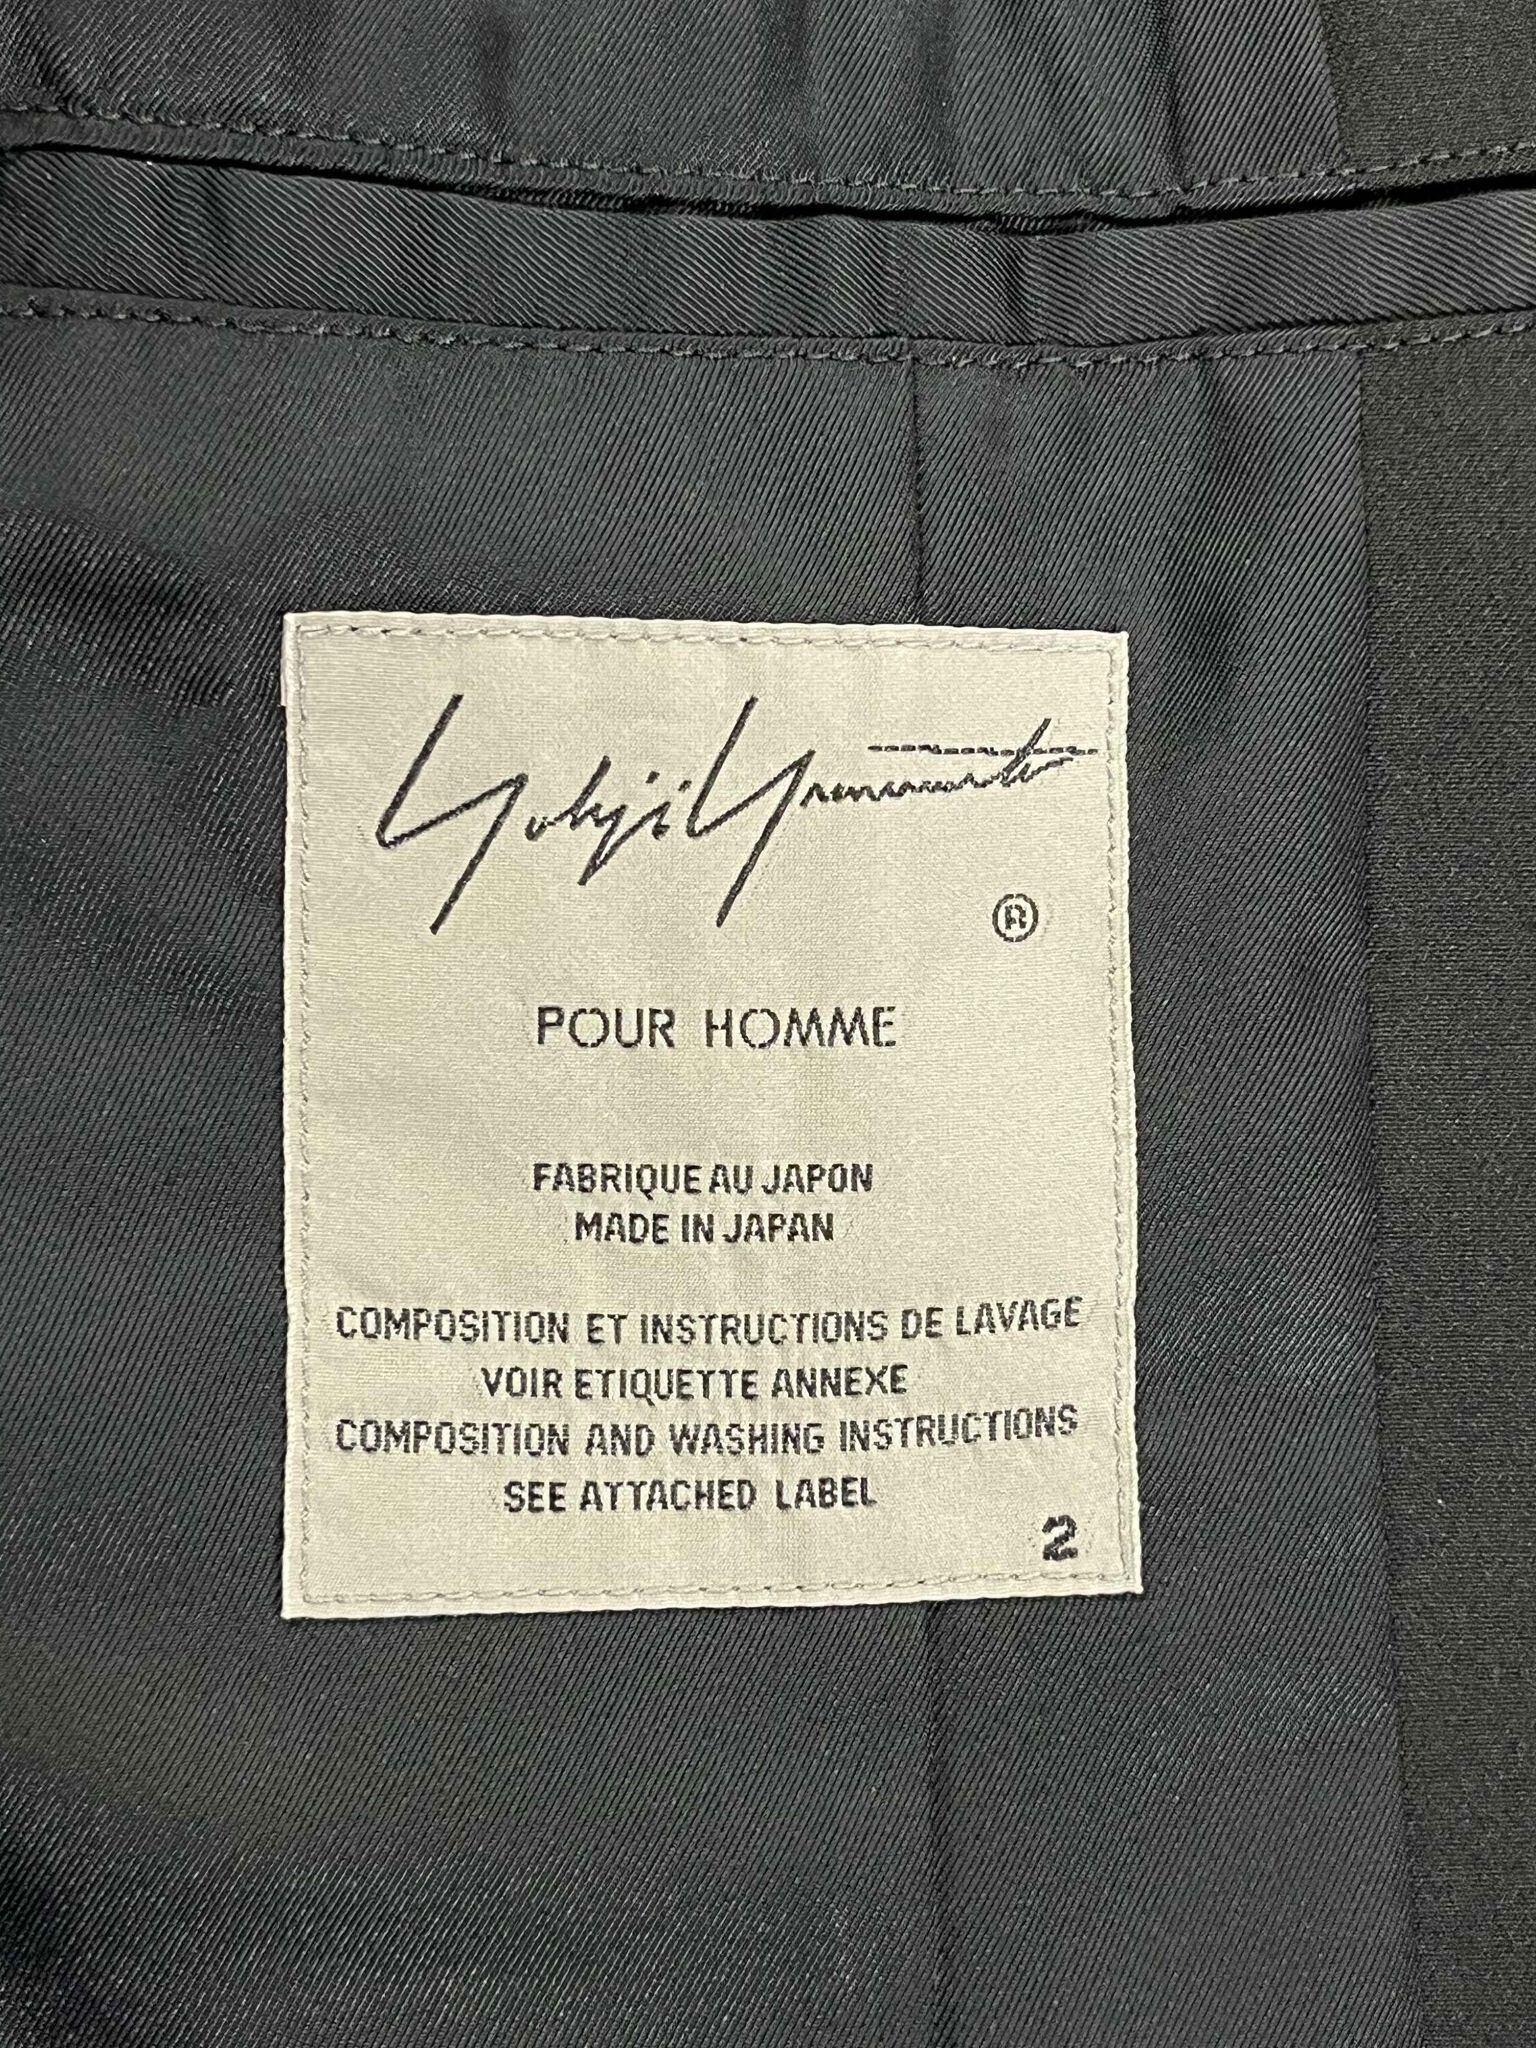 Yohji Yamamoto
®
POUR HOMME
FABRIQUE AU JAPON
MADE IN JAPAN
COMPOSITION ET INSTRUCTIONS DE LAVAGE
VOIR ETIQUETTE ANNEXE
COMPOSITION AND WASHING INSTRUCTIONS
SEE ATTACHED LABEL
2